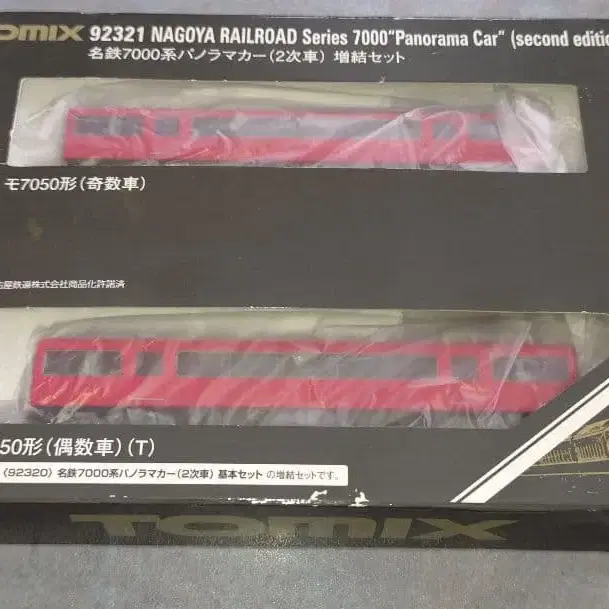 TOMIX 92321 NAGOYA RAILROAD Series 7000"Panorama Car" (second editio
名鉄7000系パノラマカー(2次車) 増結セット
モ7050形(奇数車)
古屋鉄道株式会社商品化許諾済
50形(偶数車)(T)
〈92320〉名鉄7000系パノラマカー(2次車) 基本セット の増結セットです。
TOMIX